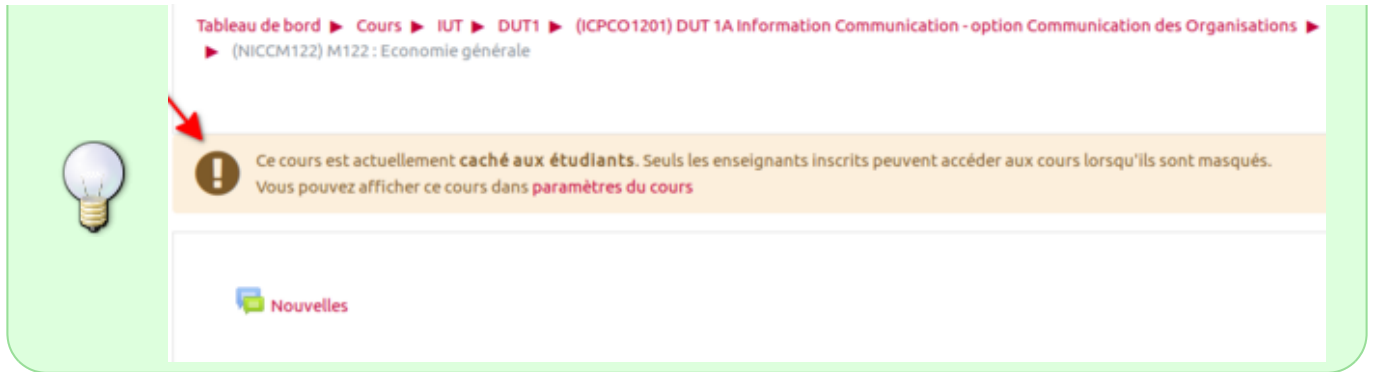 Tableau de bord ▶ Cours ▶ IUT ▶ DUT1 ▶ (ICPCO1201) DUT 1A Information Communication - option Communication des Organisations ▶
▶ (NICCM122) M122 : Economie générale
Ce cours est actuellement caché aux étudiants. Seuls les enseignants inscrits peuvent accéder aux cours lorsqu'ils sont masqués.
Vous pouvez afficher ce cours dans paramètres du cours
Nouvelles